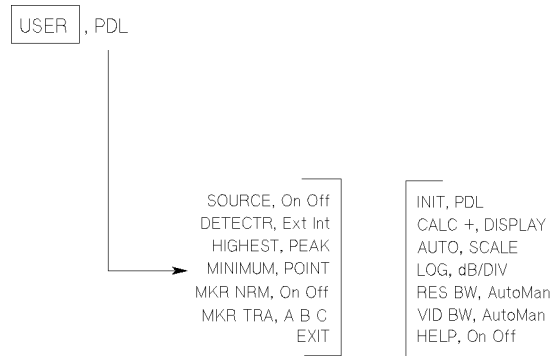 USER , PDL
SOURCE, On Off
DETECTR, Ext Int
HIGHEST, PEAK
MINIMUM, POINT
MKR NRM, On Off
MKR TRA, A B C
EXIT
INIT, PDL
CALC +, DISPLAY
AUTO, SCALE
LOG, dB/DIV
RES BW, AutoMan
VID BW, AutoMan
HELP, On Off